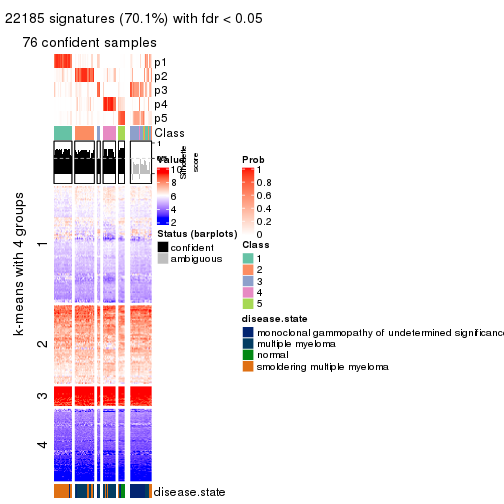 22185 signatures (70.1%) with fdr < 0.05
76 confident samples
p1
p2
p3
p4
p5
Class
1
Silhouette
score
Value
10
8
6
4
2
Status (barplots)
confident
ambiguous
Prob
1
0.8
0.6
0.4
0.2
0
Class
1
2
3
4
5
disease.state
monoclonal gammopathy of undetermined significance
multiple myeloma
normal
smoldering multiple myeloma
k-means with 4 groups
1
2
3
4
disease.state